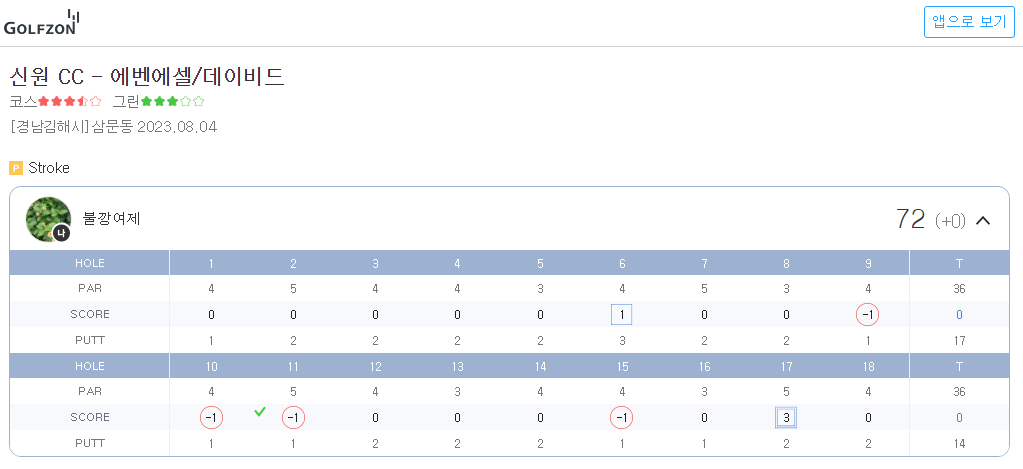 GOLFZON
앱으로 보기
신원 CC - 에벤에셀/데이비드
코스 그린
[경남김해시] 삼문동 2023.08.04
P Stroke
나 불깡여제 72 (+0)
HOLE 1 2 3 4 5 6 7 8 9 T
PAR 4 5 4 4 3 4 5 3 4 36
SCORE 0 0 0 0 0 1 0 0 -1 0
PUTT 1 2 2 2 2 3 2 2 1 17
HOLE 10 11 12 13 14 15 16 17 18 T
PAR 4 5 4 3 4 4 3 5 4 36
SCORE -1 -1 0 0 0 -1 0 3 0 0
PUTT 1 1 2 2 2 1 1 2 2 14